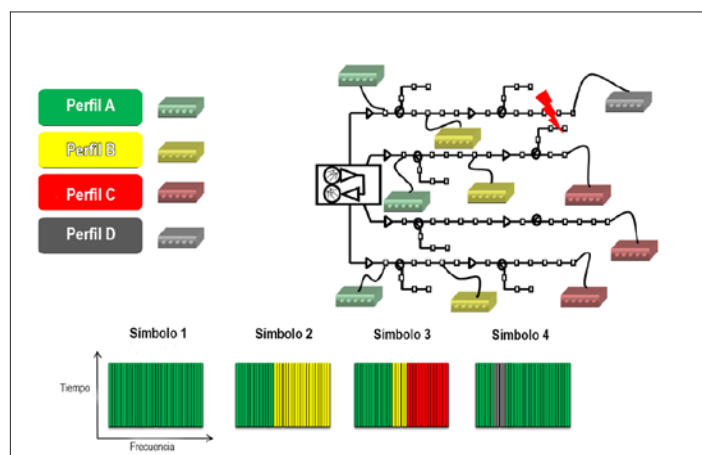 Perfil A
Perfil B
Perfil C
Perfil D
Símbolo 1
Símbolo 2
Símbolo 3
Símbolo 4
Tiempo
Frecuencia